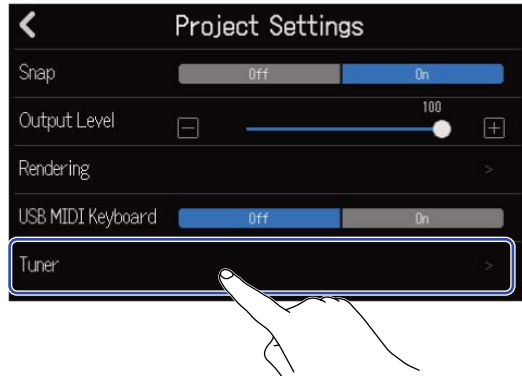 Project Settings
Snap Off On
Output Level 100
Rendering >
USB MIDI Keyboard Off On
Tuner >